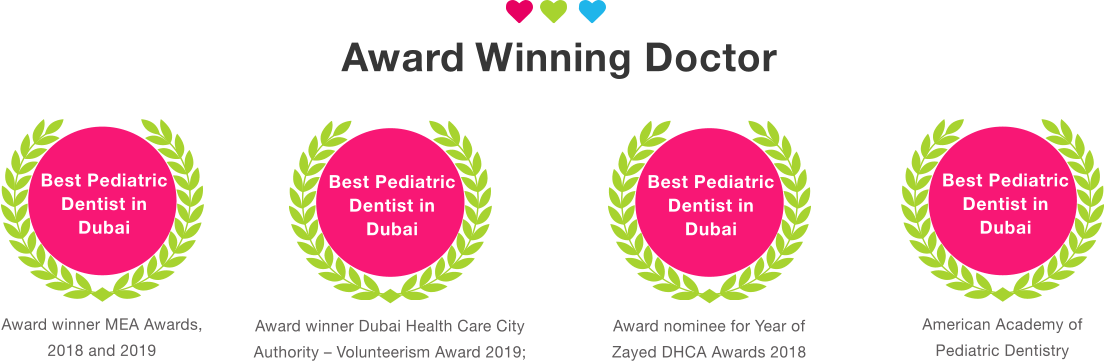 Award Winning Doctor
Best Pediatric
Dentist in
Dubai
Award winner MEA Awards,
2018 and 2019
Best Pediatric
Dentist in
Dubai
Award winner Dubai Health Care City
Authority – Volunteerism Award 2019;
Best Pediatric
Dentist in
Dubai
Award nominee for Year of
Zayed DHCA Awards 2018
Best Pediatric
Dentist in
Dubai
American Academy of
Pediatric Dentistry